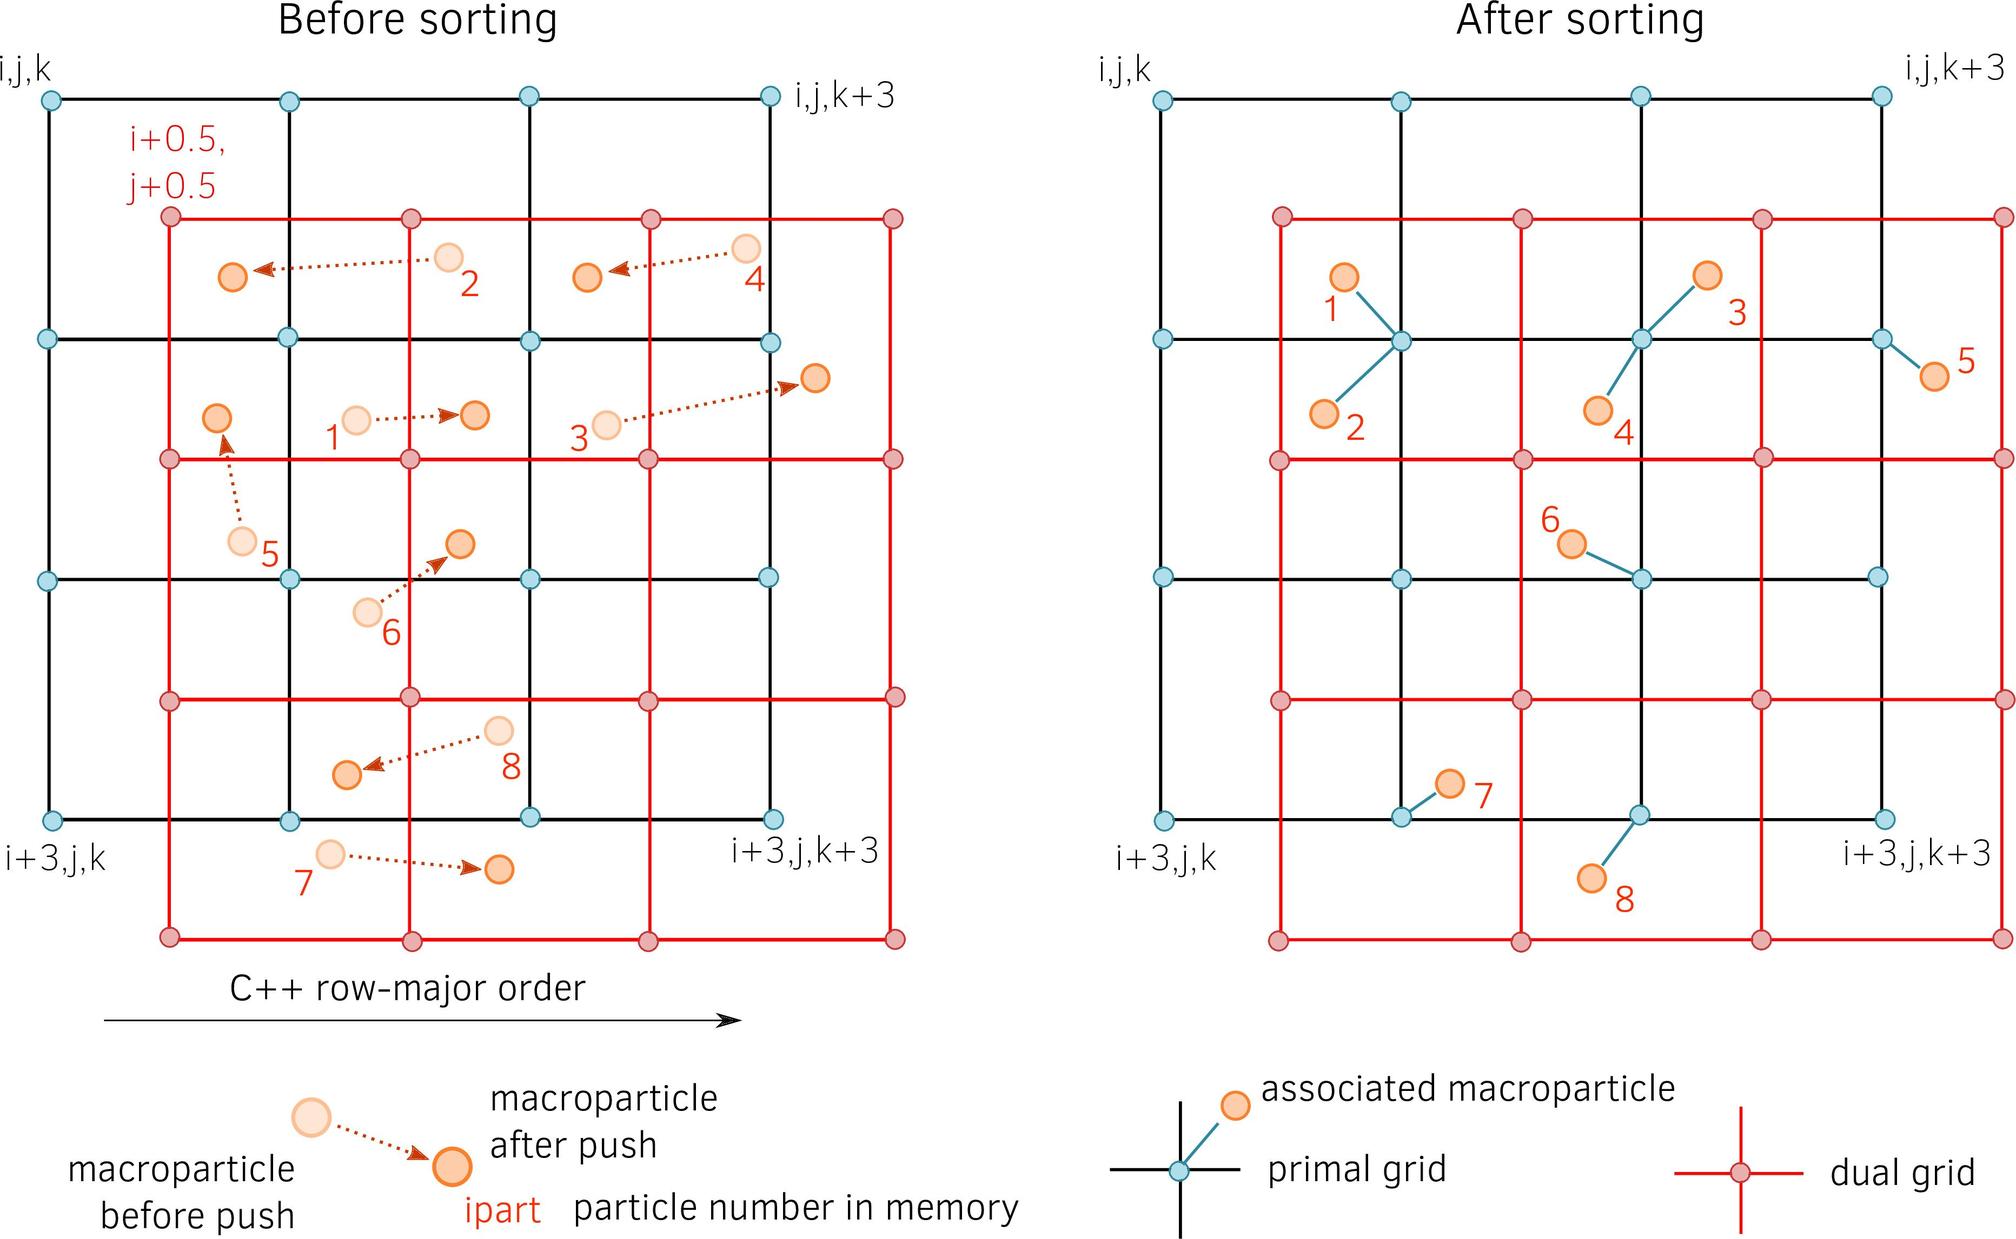 Before sorting
After sorting
i,j,k
i,j,k+3
i,j,k
i,j,k+3
i+0.5,
j+0.5
2
4
1
3
5
6
8
7
1
3
5
2
4
6
7
8
i+3,j,k
i+3,j,k+3
i+3,j,k
i+3,j,k+3
C++ row-major order
macroparticle
before push
macroparticle
after push
ipart particle number in memory
associated macroparticle
primal grid
dual grid